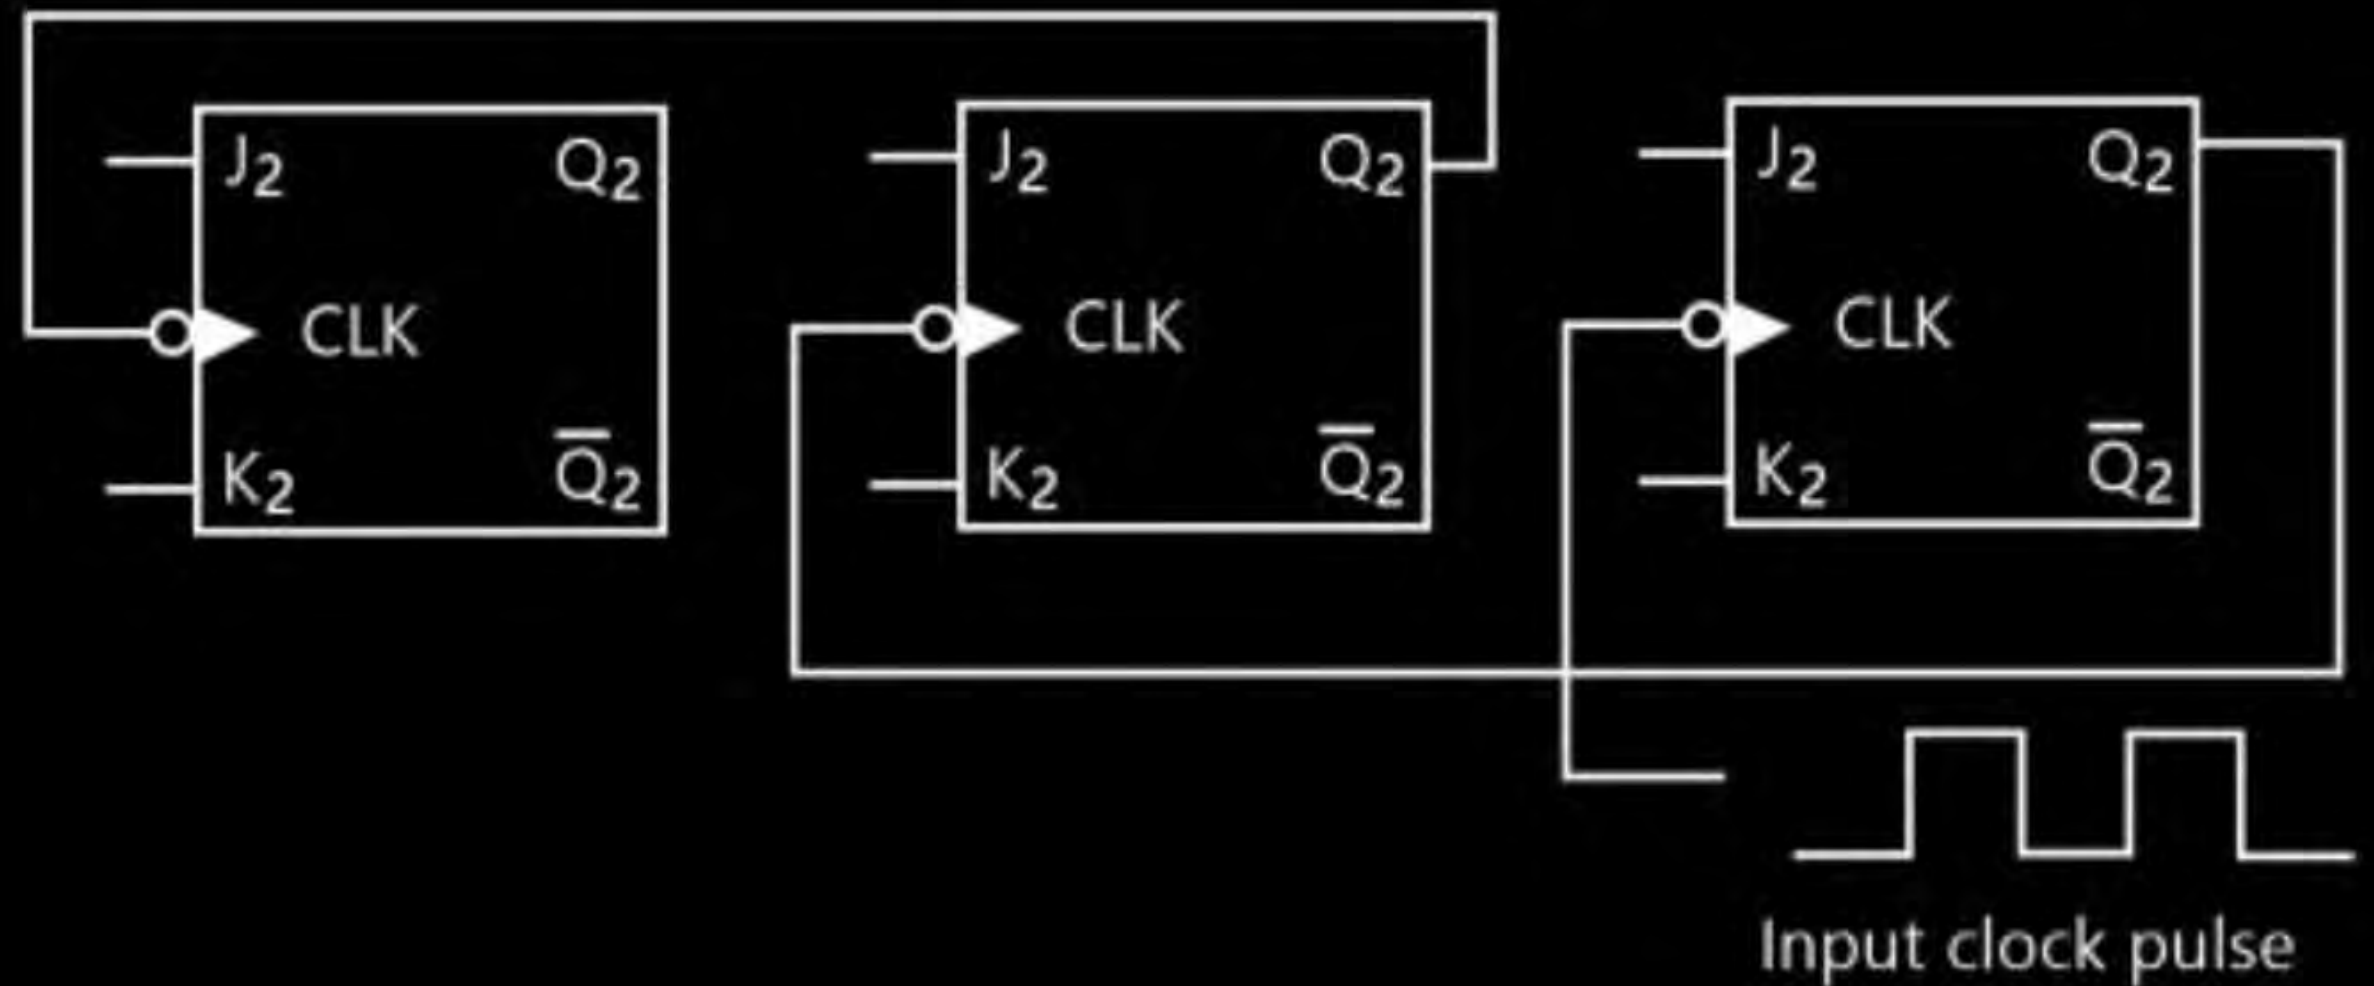 J₂ Q₂
CLK
K₂ Q̅₂
J₂ Q₂
CLK
K₂ Q̅₂
J₂ Q₂
CLK
K₂ Q̅₂
Input clock pulse